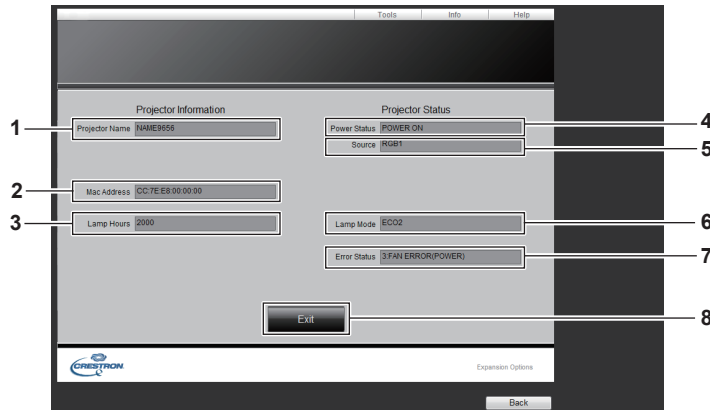 Tools Info Help
Projector Information Projector Status
1 Projector Name NAME9656 Power Status POWER ON 4
Source RGB1 5
2 Mac Address CC:7E:E8:00:00:00
3 Lamp Hours 2000 Lamp Mode ECO2 6
Error Status 3:FAN ERROR(POWER) 7
Exit 8
CRESTRON Expansion Options
Back